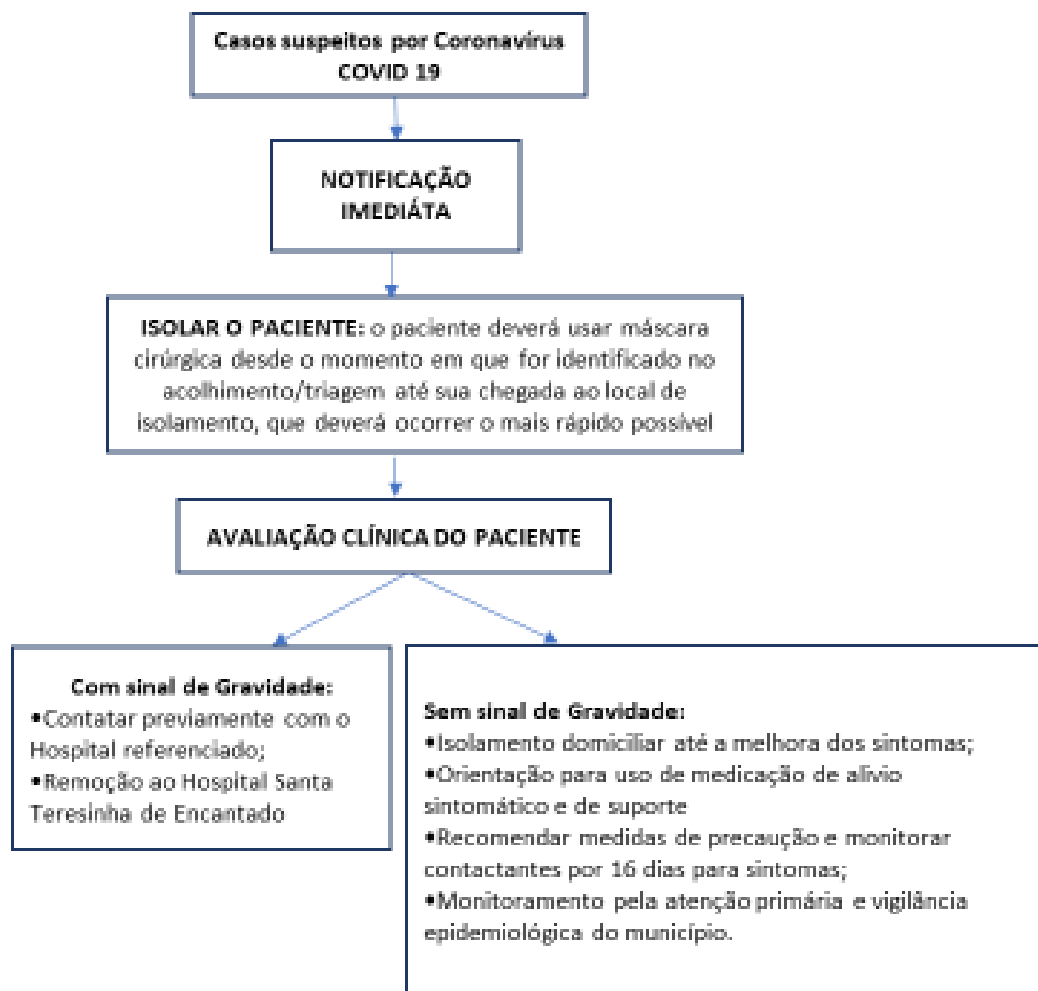 Casos suspeitos por Coronavírus
COVID 19
NOTIFICAÇÃO
IMEDIÁTA
ISOLAR O PACIENTE: o paciente deverá usar máscara
cirúrgica desde o momento em que for identificado no
acolhimento/triagem até sua chegada ao local de
isolamento, que deverá ocorrer o mais rápido possível
AVALIAÇÃO CLÍNICA DO PACIENTE
Com sinal de Gravidade:
•Contatar previamente com o
Hospital referenciado;
•Remoção ao Hospital Santa
Teresinha de Encantado
Sem sinal de Gravidade:
•Isolamento domiciliar até a melhora dos sintomas;
•Orientação para uso de medicação de alívio
sintomático e de suporte
•Recomendar medidas de precaução e monitorar
contactantes por 16 dias para sintomas;
•Monitoramento pela atenção primária e vigilância
epidemiológica do município.